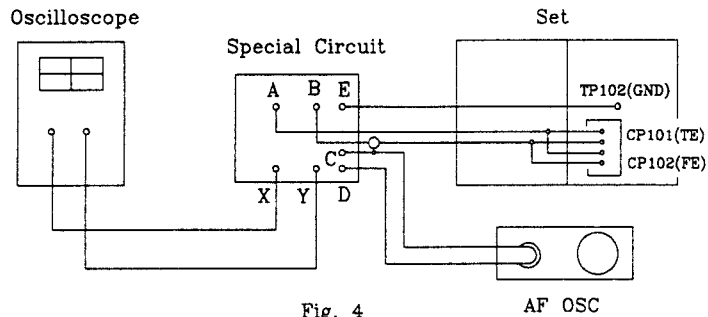 Oscilloscope
Set
Special Circuit
A B E
TP102(GND)
CP101(TE)
C
CP102(FE)
X Y D
Fig. 4
AF OSC